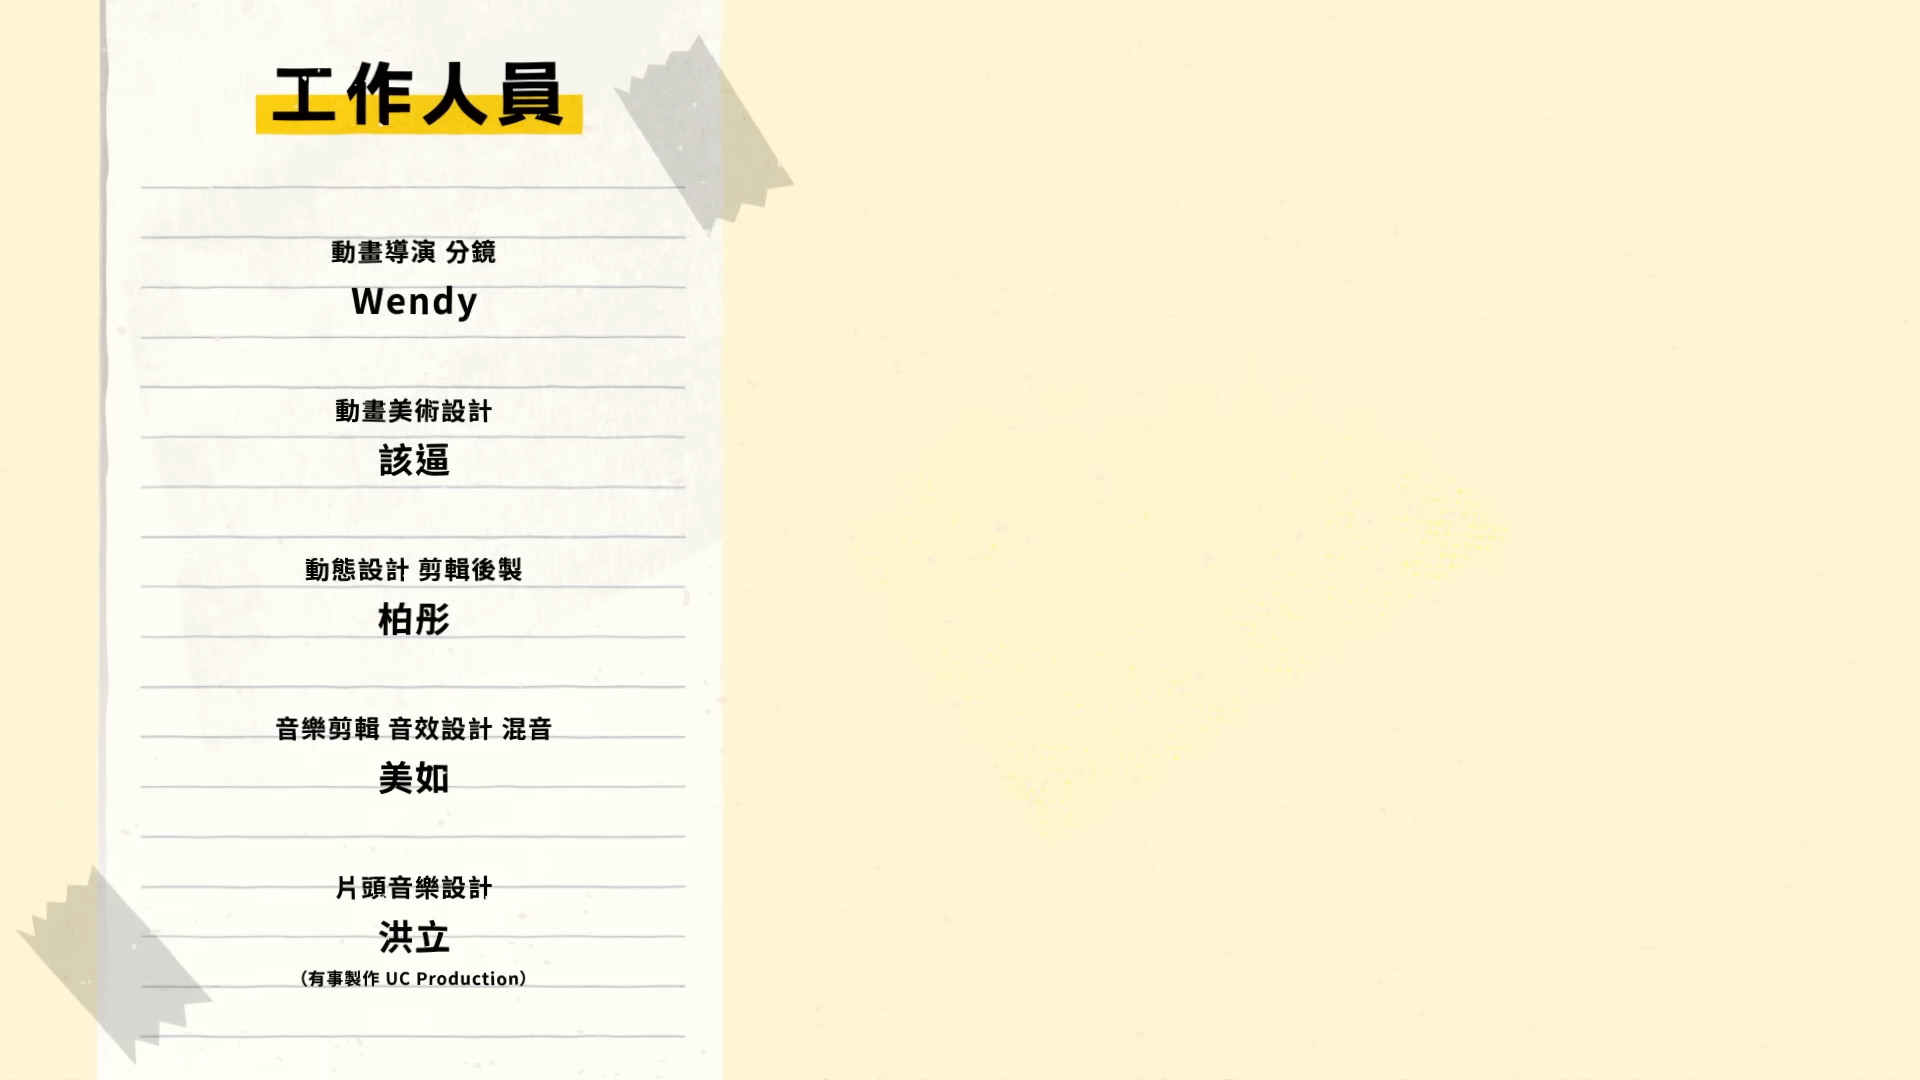 工作人員
動畫導演 分鏡
Wendy
動畫美術設計
該逼
動態設計 剪輯後製
柏彤
音樂剪輯 音效設計 混音
美如
片頭音樂設計
洪立
（有事製作 UC Production）